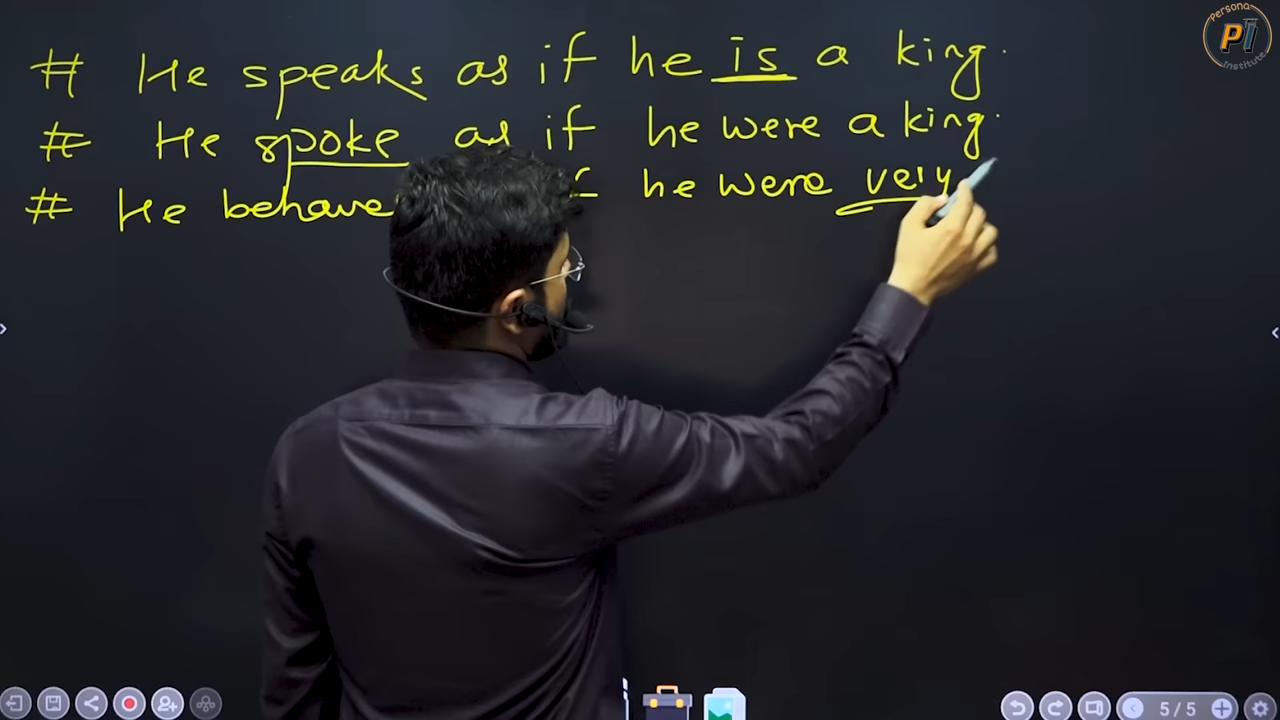 # He speaks as if he is a king.
# He spoke as if he were a king.
# He behave he were very
Persona
PI
Institute
5/5